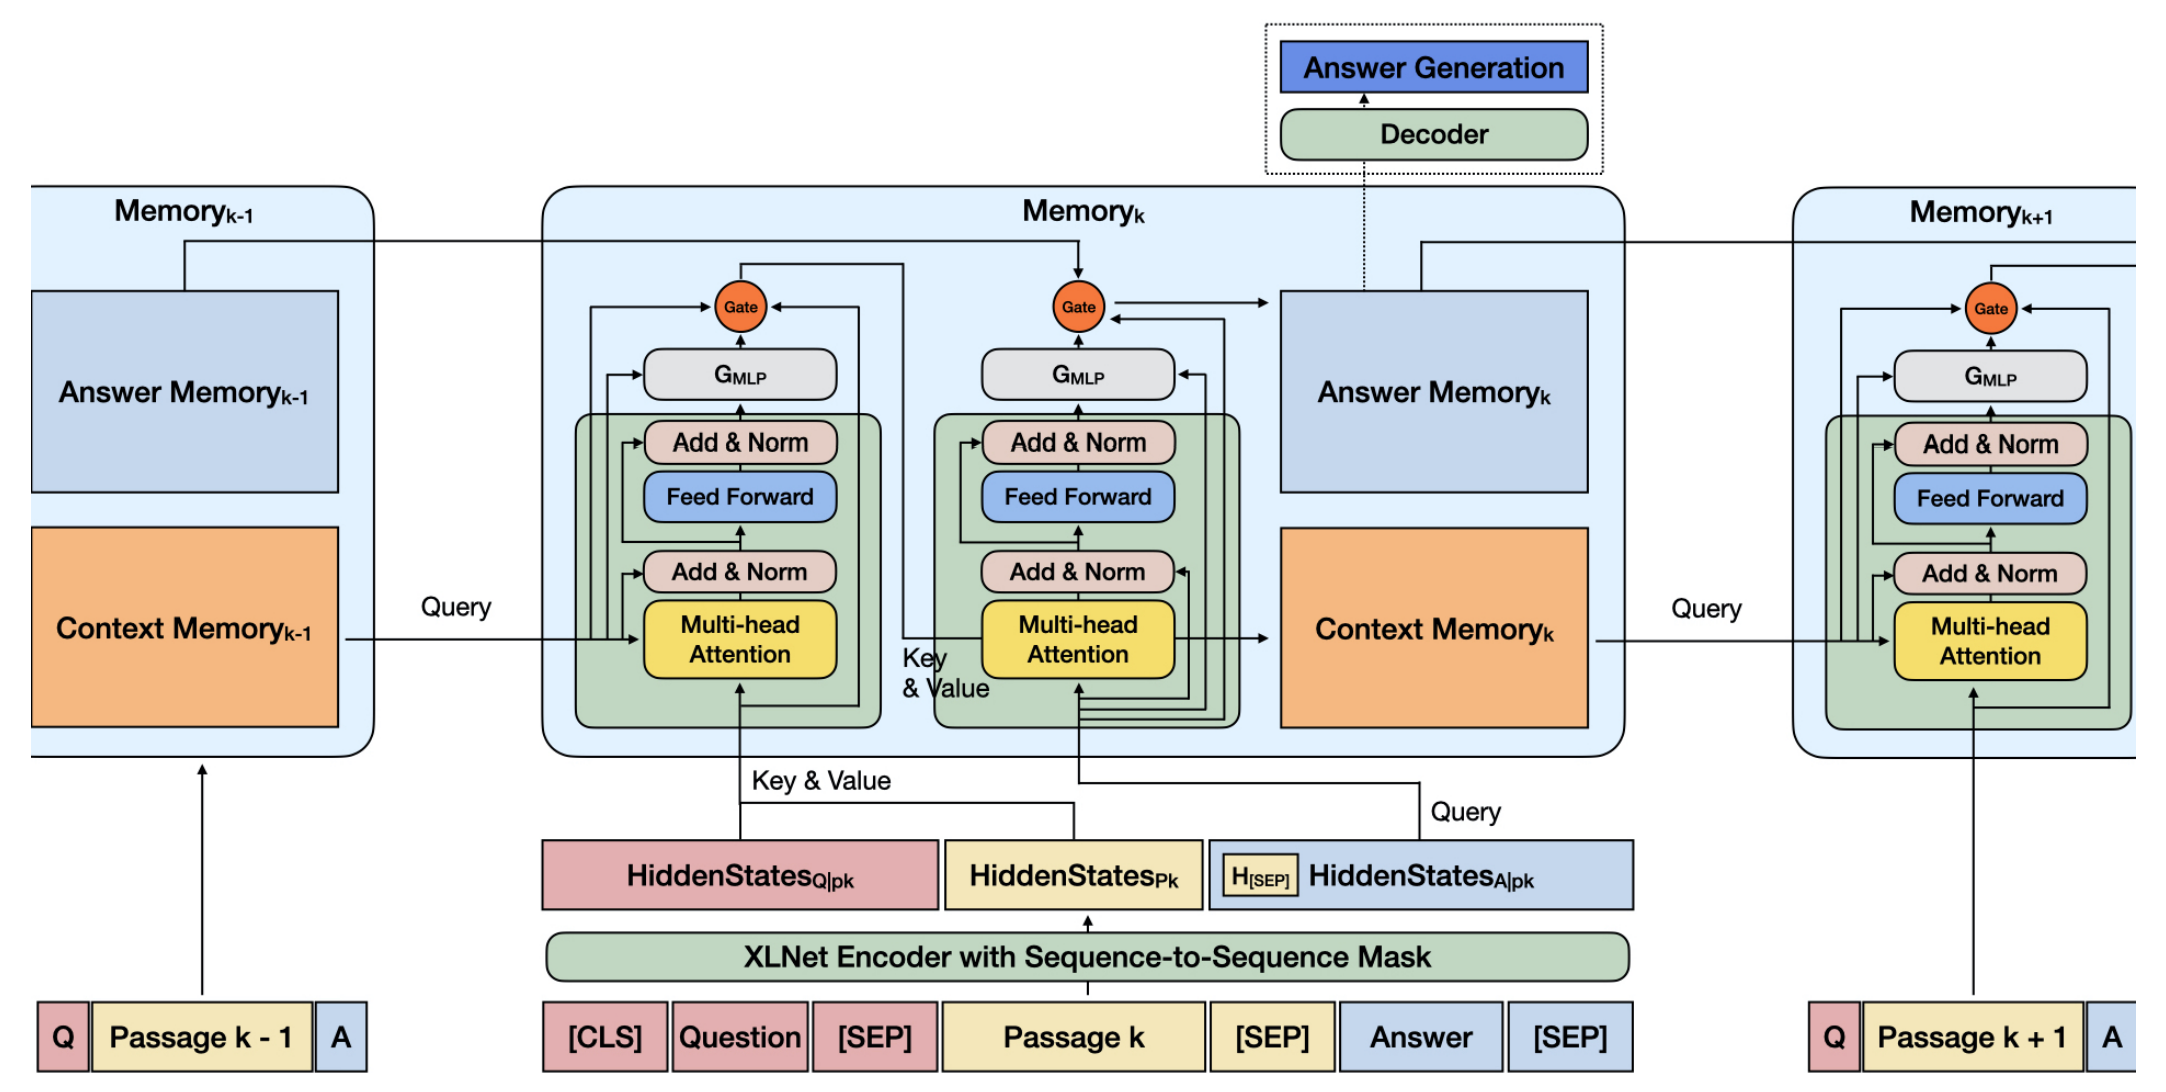 Answer Generation
Decoder
Memoryk-1
Memoryk
Memoryk+1
Answer Memoryk-1
Context Memoryk-1
Query
Gate
GMLP
Add & Norm
Feed Forward
Add & Norm
Multi-head
Attention
Key
& Value
Gate
GMLP
Add & Norm
Feed Forward
Add & Norm
Multi-head
Attention
Answer Memoryk
Context Memoryk
Query
Gate
GMLP
Add & Norm
Feed Forward
Add & Norm
Multi-head
Attention
Key & Value
Query
HiddenStatesQ|pk
HiddenStatesPk
H[SEP]
HiddenStatesA|pk
XLNet Encoder with Sequence-to-Sequence Mask
Q
Passage k - 1
A
[CLS]
Question
[SEP]
Passage k
[SEP]
Answer
[SEP]
Q
Passage k + 1
A